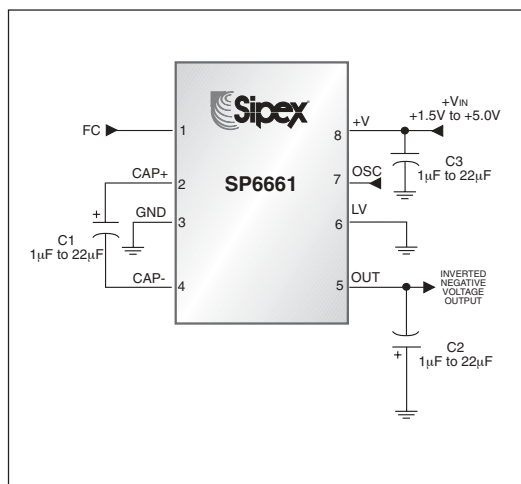 Sipex®
SP6661
FC
1
CAP+
2
GND
3
C1
1µF to 22µF
CAP-
4
+VIN
+1.5V to +5.0V
+V
8
C3
1µF to 22µF
OSC
7
LV
6
OUT
5
INVERTED
NEGATIVE
VOLTAGE
OUTPUT
C2
1µF to 22µF
+
+